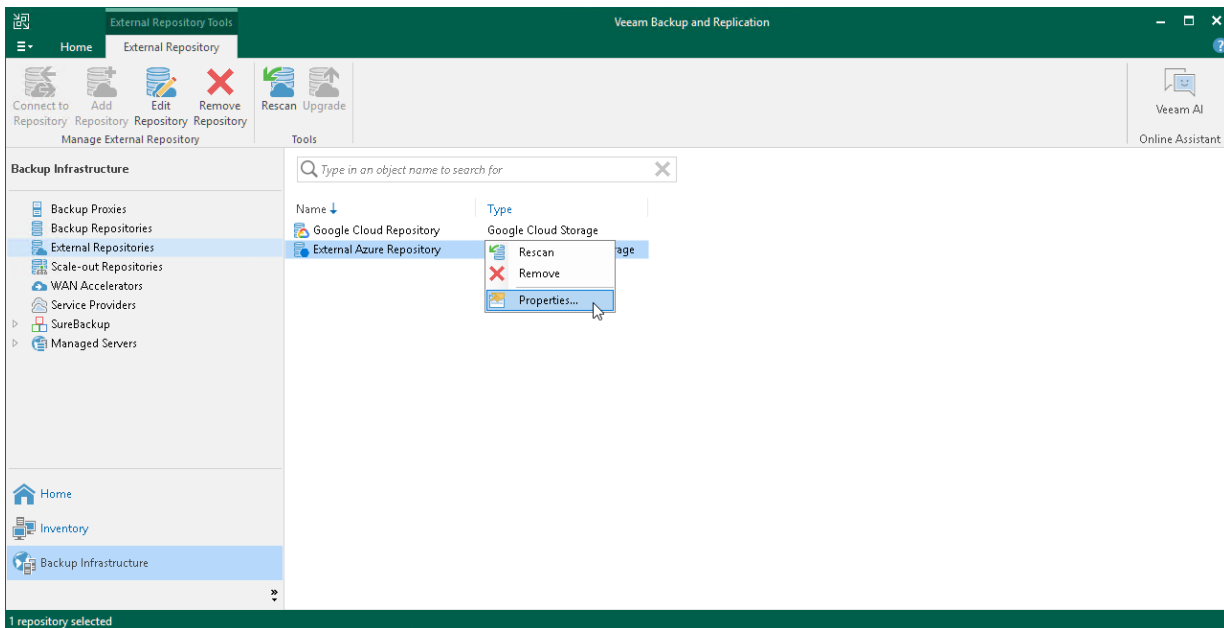 External Repository Tools
Veeam Backup and Replication
Home
External Repository
?
Connect to Repository
Add Repository
Edit Repository
Remove Repository
Rescan
Upgrade
Manage External Repository
Tools
Veeam AI
Online Assistant
Backup Infrastructure
Type in an object name to search for
Backup Proxies
Backup Repositories
External Repositories
Scale-out Repositories
WAN Accelerators
Service Providers
SureBackup
Managed Servers
Name
Type
Google Cloud Repository
Google Cloud Storage
External Azure Repository
Rescan
Remove
Properties...
Home
Inventory
Backup Infrastructure
1 repository selected